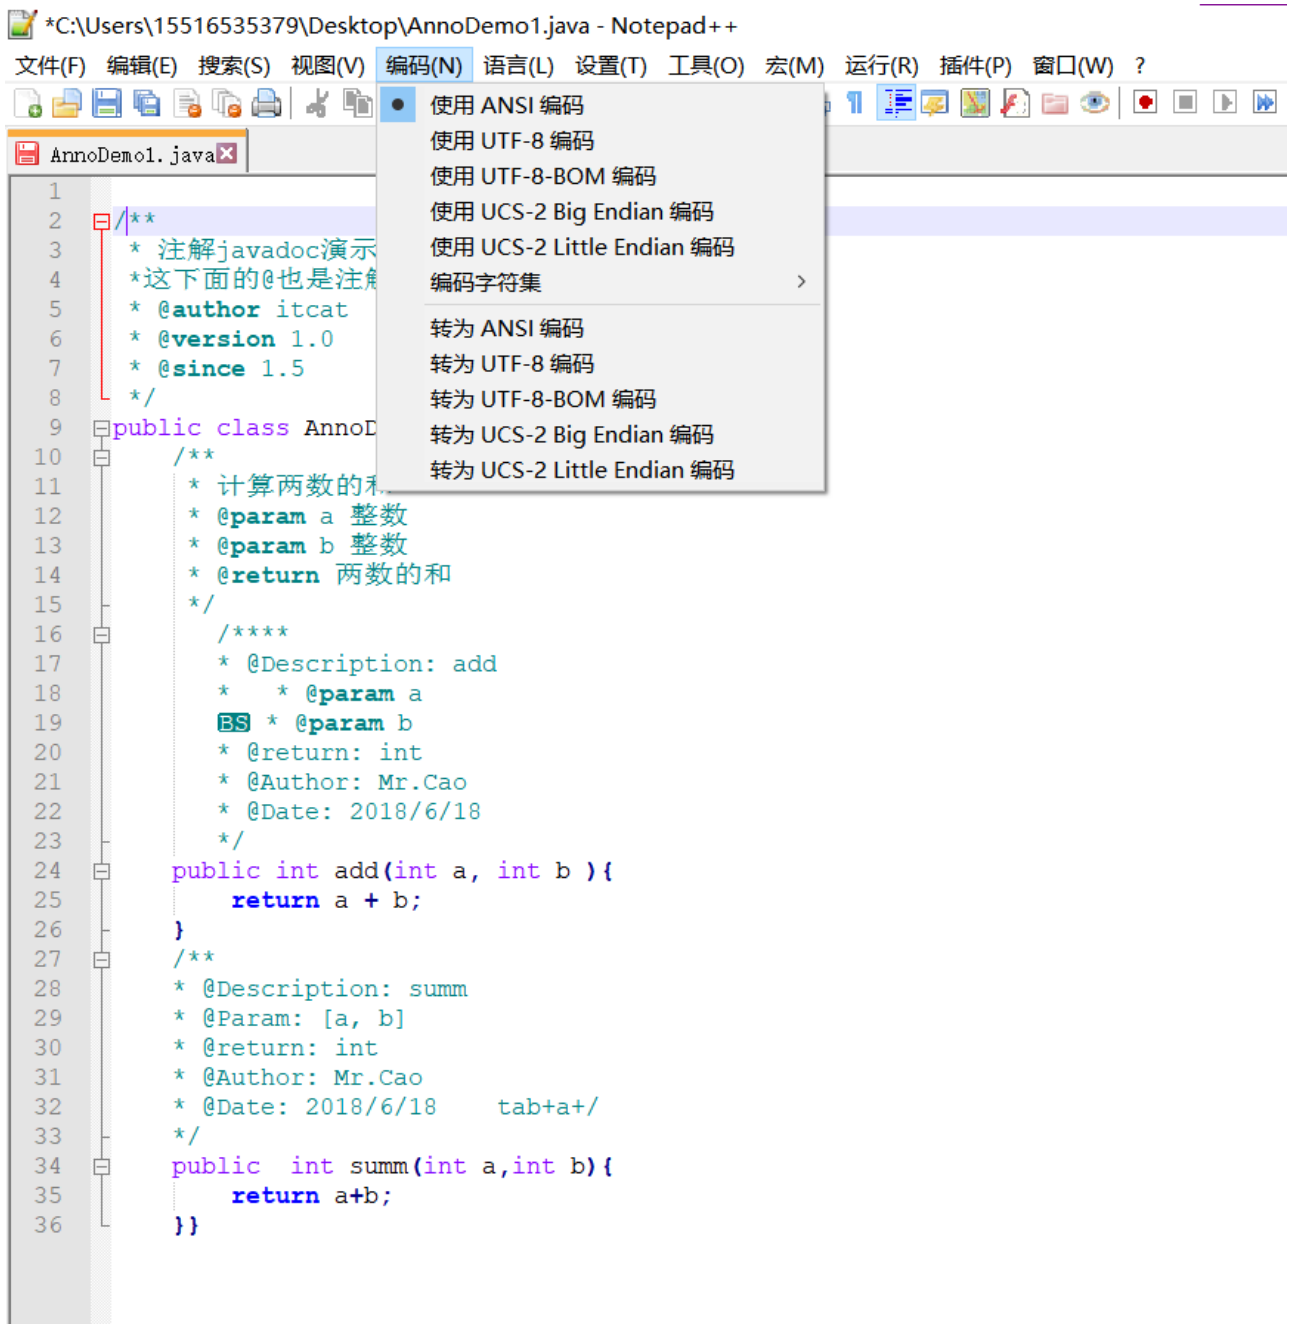 *C:\Users\15516535379\Desktop\AnnoDemo1.java - Notepad++
文件(F) 编辑(E) 搜索(S) 视图(V) 编码(N) 语言(L) 设置(T) 工具(O) 宏(M) 运行(R) 插件(P) 窗口(W) ?
使用 ANSI 编码
使用 UTF-8 编码
使用 UTF-8-BOM 编码
使用 UCS-2 Big Endian 编码
使用 UCS-2 Little Endian 编码
编码字符集
转为 ANSI 编码
转为 UTF-8 编码
转为 UTF-8-BOM 编码
转为 UCS-2 Big Endian 编码
转为 UCS-2 Little Endian 编码
AnnoDemo1.java
1
2 /**
3 * 注解javadoc演示
4 *这下面的@也是注解
5 * @author itcat
6 * @version 1.0
7 * @since 1.5
8 */
9 public class AnnoD
10 /**
11 * 计算两数的和
12 * @param a 整数
13 * @param b 整数
14 * @return 两数的和
15 */
16 /****
17 * @Description: add
18 * * @param a
19 BS * @param b
20 * @return: int
21 * @Author: Mr.Cao
22 * @Date: 2018/6/18
23 */
24 public int add(int a, int b ){
25 return a + b;
26 }
27 /**
28 * @Description: summ
29 * @Param: [a, b]
30 * @return: int
31 * @Author: Mr.Cao
32 * @Date: 2018/6/18 tab+a+/
33 */
34 public int summ(int a,int b){
35 return a+b;
36 }}